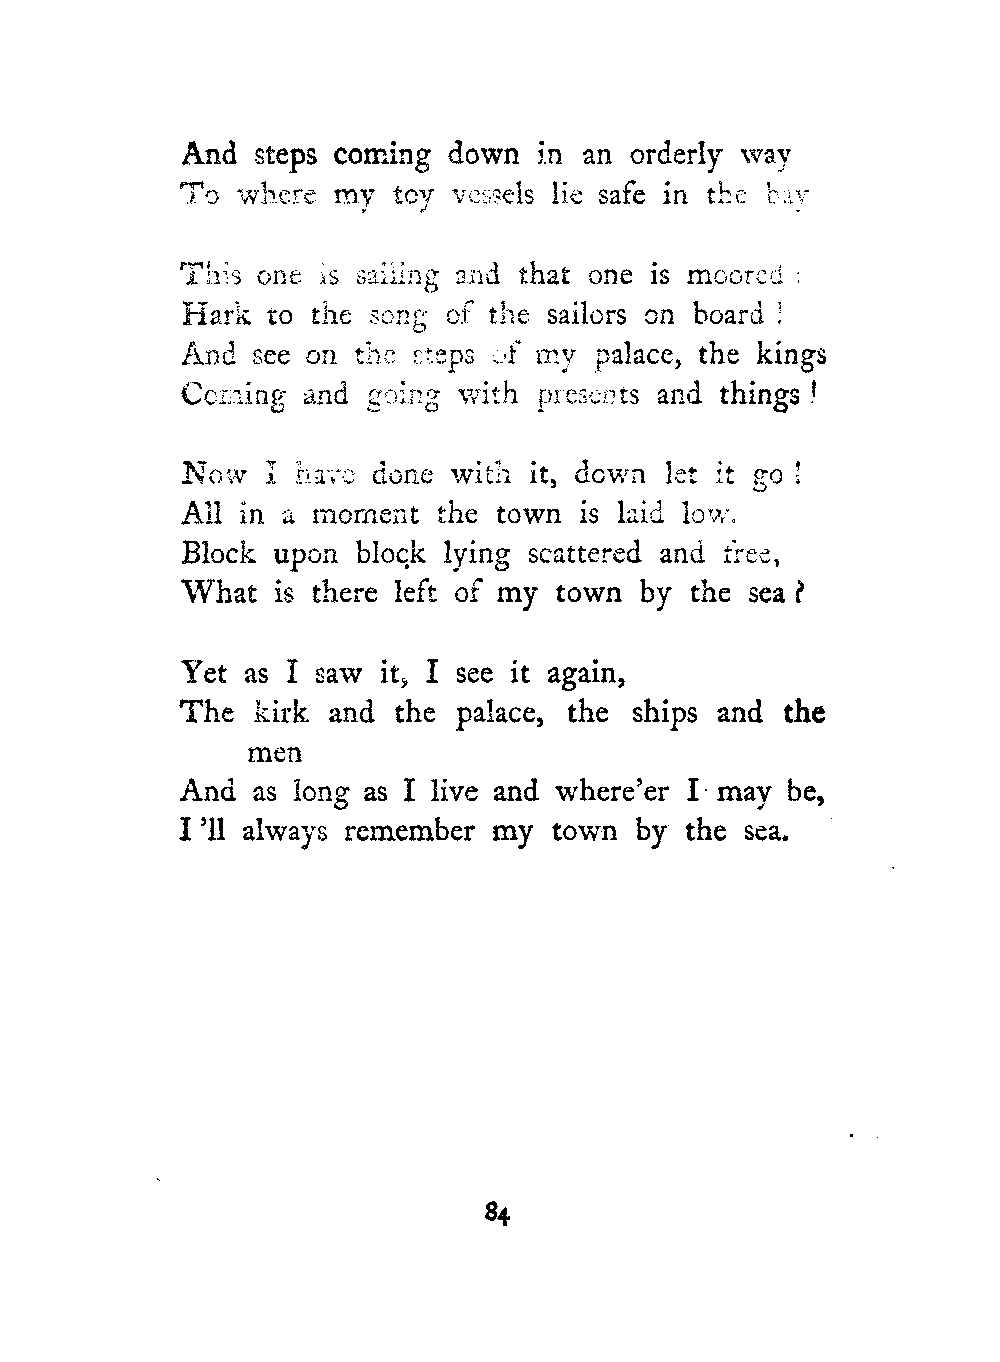 And steps coming down in an orderly way
To where my toy vessels lie safe in the bay

This one is sailing and that one is moored :
Hark to the song of the sailors on board !
And see on the steps of my palace, the kings
Coming and going with presents and things !

Now I have done with it, down let it go !
All in a moment the town is laid low.
Block upon block lying scattered and free,
What is there left of my town by the sea ?

Yet as I saw it, I see it again,
The kirk and the palace, the ships and the
men
And as long as I live and where'er I may be,
I 'll always remember my town by the sea.

84